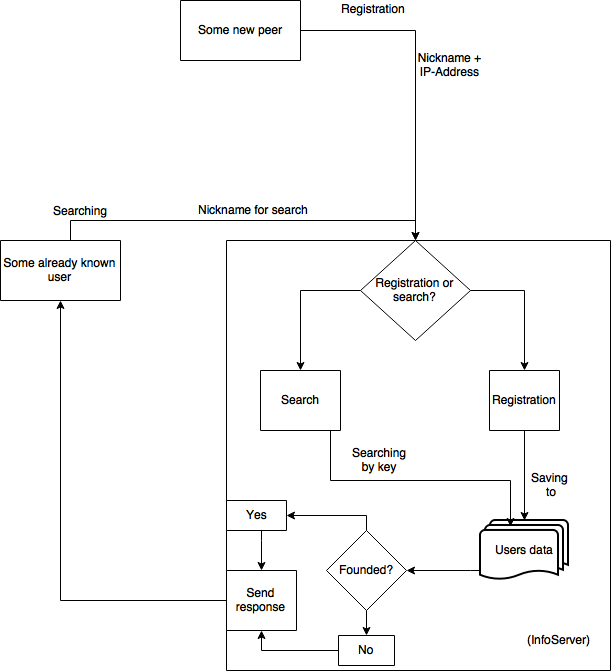 Registration
Some new peer
Nickname +
IP-Address
Searching
Nickname for search
Some already known
user
Registration or
search?
Search
Registration
Searching
by key
Saving
to
Yes
Users data
Founded?
Send
response
No
(InfoServer)